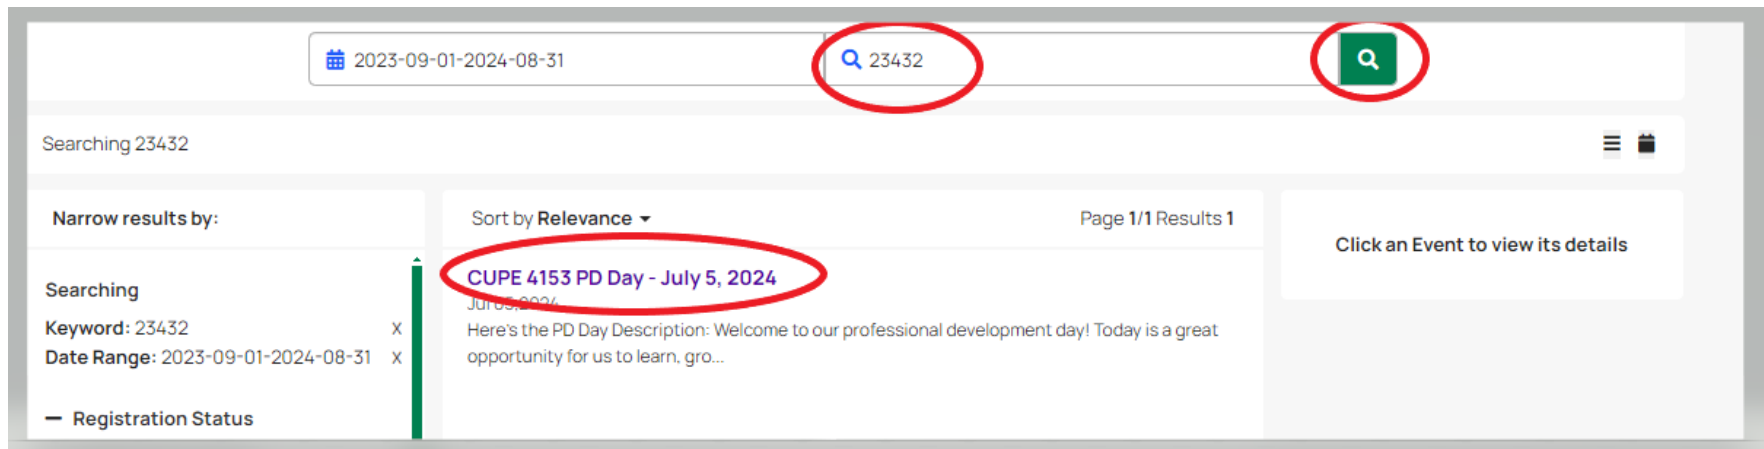 2023-09-01-2024-08-31 23432
Searching 23432
Narrow results by:
Searching
Keyword: 23432 X
Date Range: 2023-09-01-2024-08-31 X
Registration Status
Sort by Relevance Page 1/1 Results 1
CUPE 4153 PD Day - July 5, 2024
Jul 05,2024
Here's the PD Day Description: Welcome to our professional development day! Today is a great
opportunity for us to learn, gro...
Click an Event to view its details